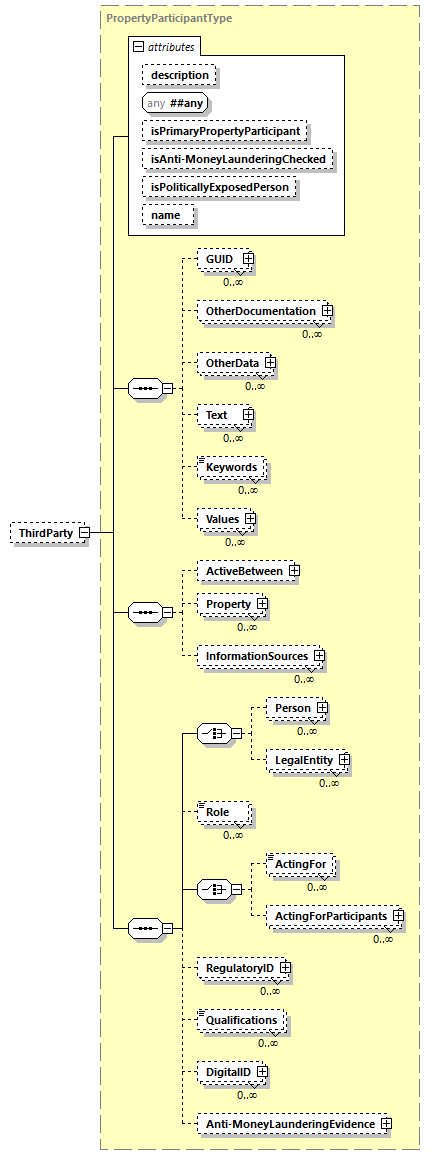 PropertyParticipantType
attributes
description
any ##any
isPrimaryPropertyParticipant
isAnti-MoneyLaunderingChecked
isPoliticallyExposedPerson
name
GUID
0..∞
OtherDocumentation
0..∞
OtherData
0..∞
Text
0..∞
Keywords
0..∞
Values
0..∞
ThirdParty
ActiveBetween
Property
0..∞
InformationSources
0..∞
Person
0..∞
LegalEntity
0..∞
Role
0..∞
ActingFor
0..∞
ActingForParticipants
0..∞
RegulatoryID
0..∞
Qualifications
0..∞
DigitalID
0..∞
Anti-MoneyLaunderingEvidence